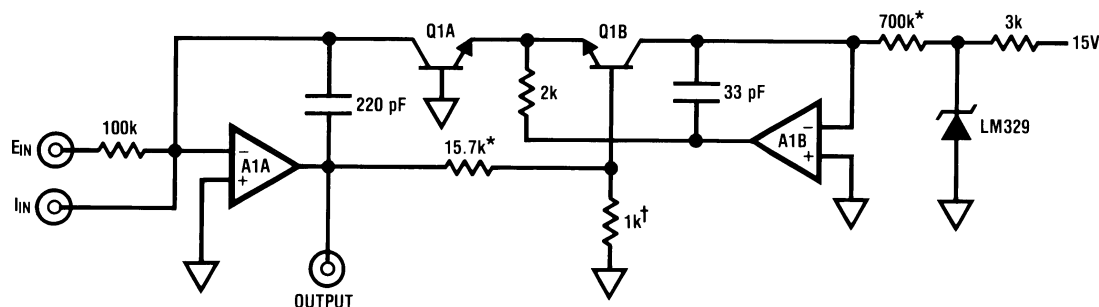 Q1A
Q1B
700k*
3k
15V
220 pF
2k
33 pF
LM329
EIN
100k
−
A1A
+
15.7k*
−
A1B
+
IIN
1k†
OUTPUT